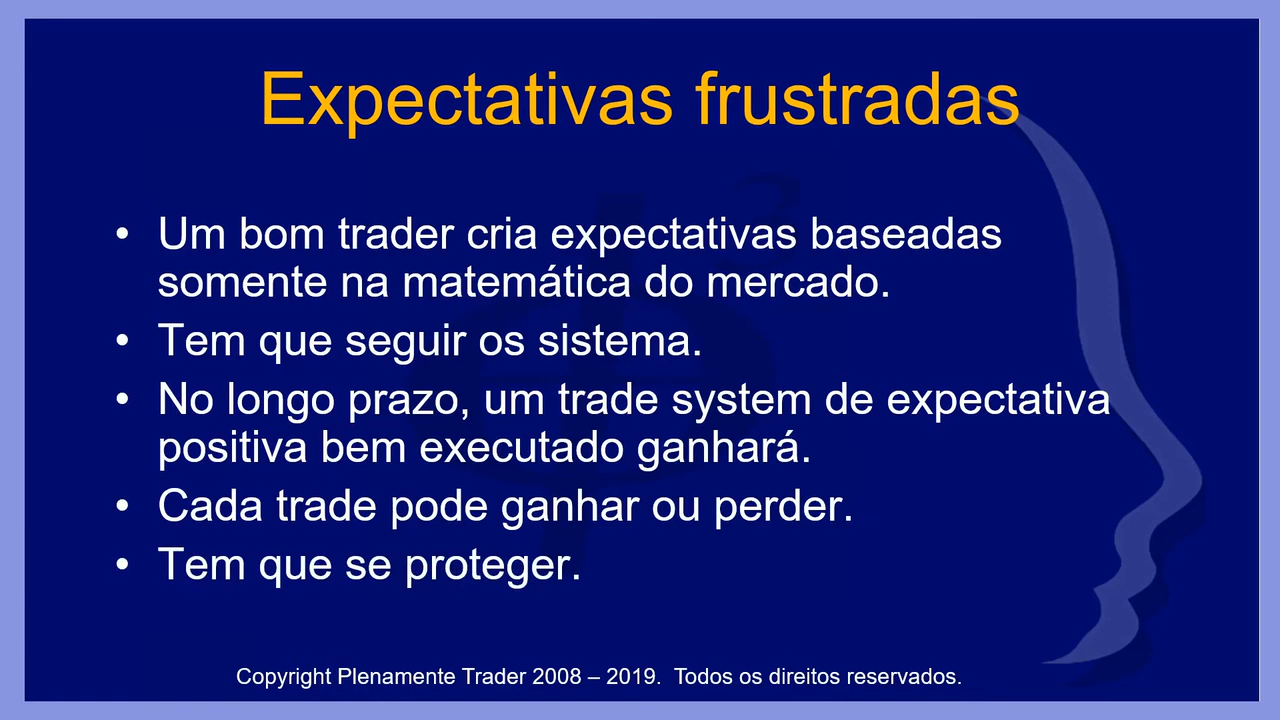 Expectativas frustradas
• Um bom trader cria expectativas baseadas
somente na matemática do mercado.
• Tem que seguir os sistema.
• No longo prazo, um trade system de expectativa
positiva bem executado ganhará.
• Cada trade pode ganhar ou perder.
• Tem que se proteger.
Copyright Plenamente Trader 2008 – 2019. Todos os direitos reservados.